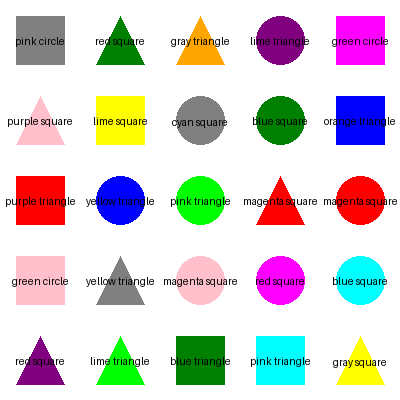 pink circle
red square
gray triangle
lime triangle
green circle
purple square
lime square
cyan square
blue square
orange triangle
purple triangle
yellow triangle
pink triangle
magenta square
magenta square
green circle
yellow triangle
magenta square
red square
blue square
red square
lime triangle
blue triangle
pink triangle
gray square